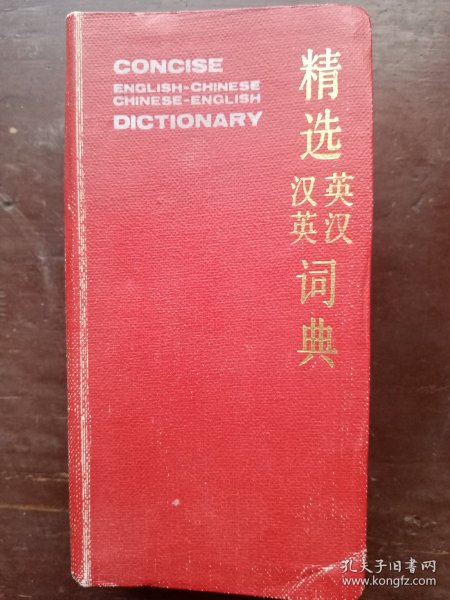 CONCISE
ENGLISH-CHINESE
CHINESE-ENGLISH
DICTIONARY
精选
英汉
汉英
词典
孔夫子旧书网
www.kongfz.com